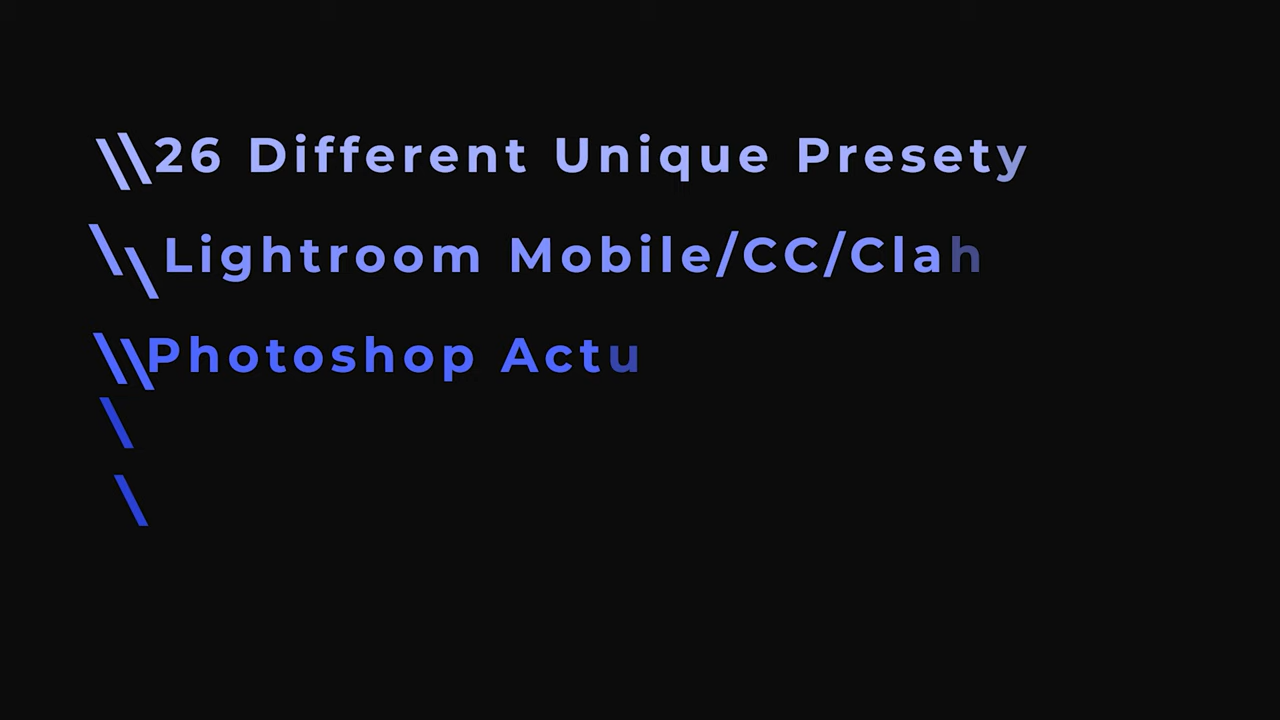 \\26 Different Unique Presety
\\ Lightroom Mobile/CC/Clah
\\Photoshop Actu
\
\